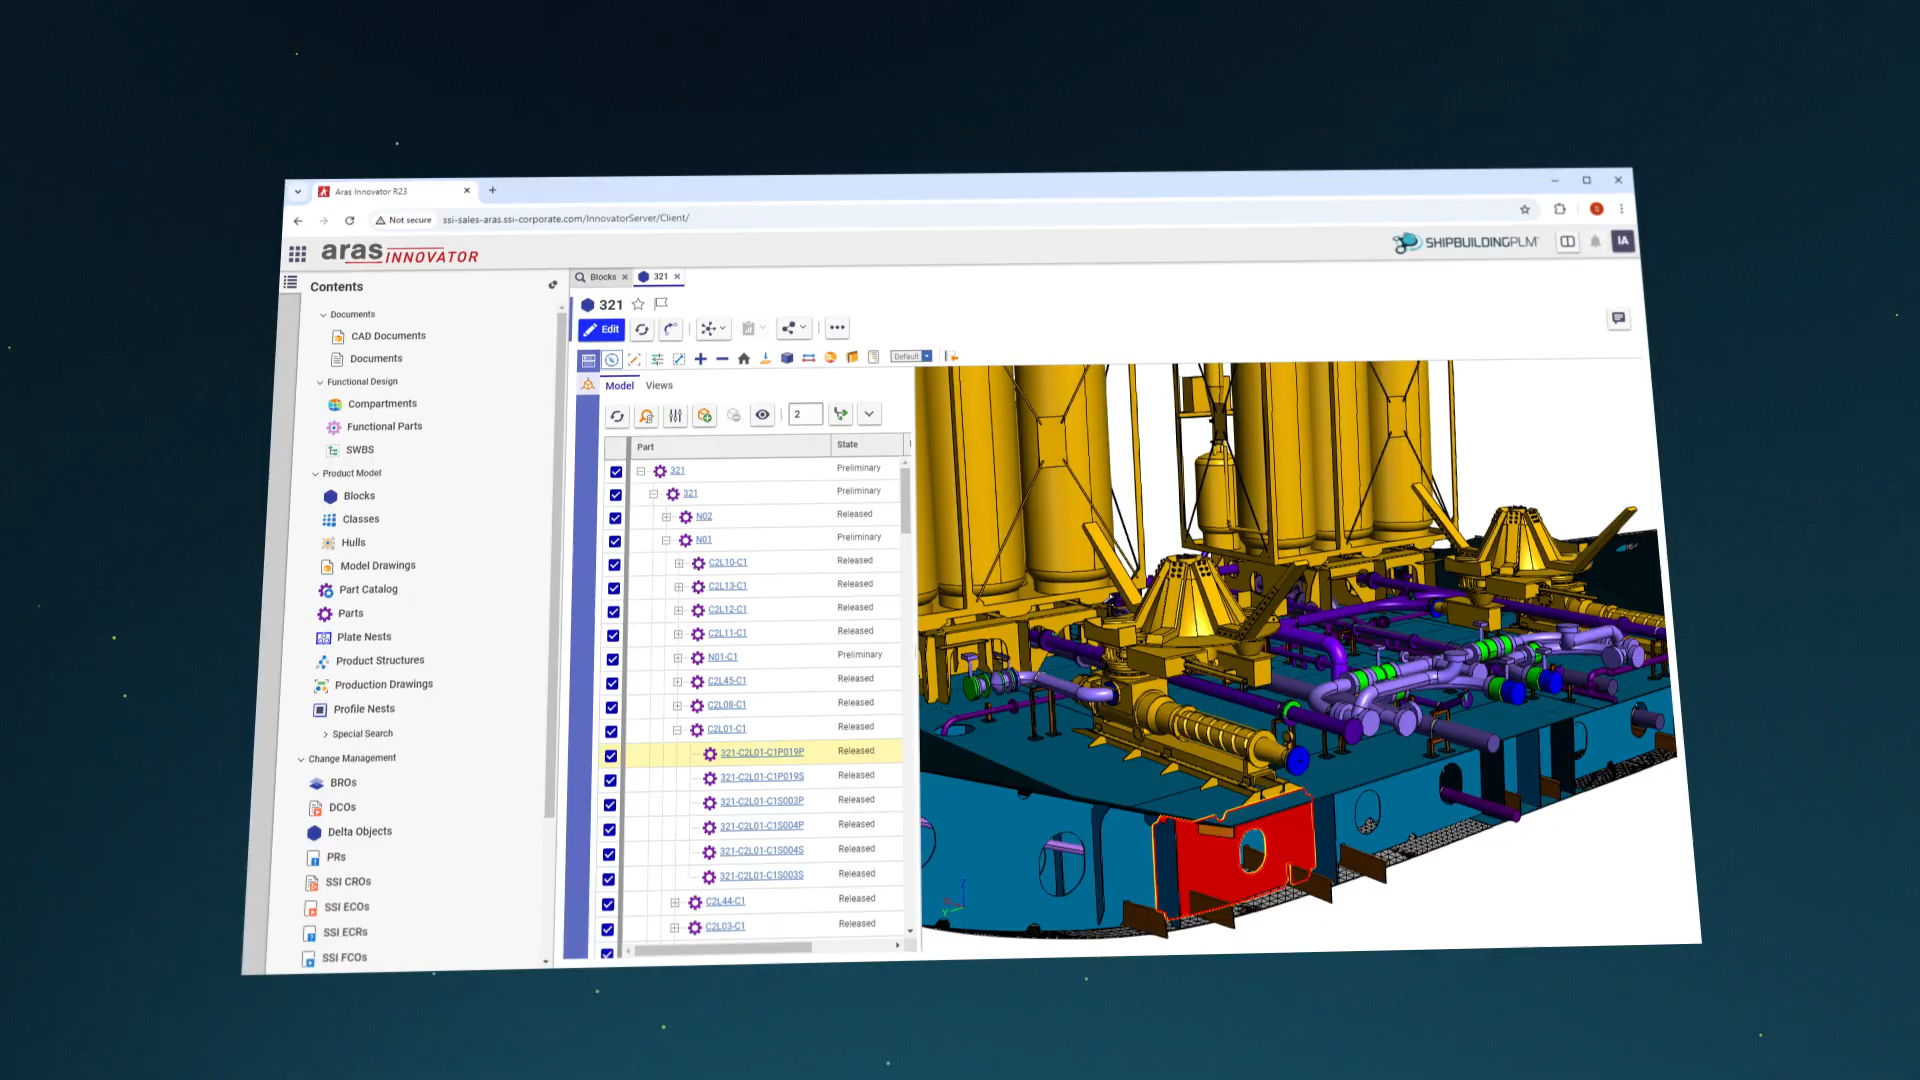 Aras Innovator R23
Not secure
ssi-sales-aras.ssi-corporate.com/InnovatorServer/Client/
S
aras INNOVATOR
SHIPBUILDINGPLM
IA
Contents
Documents
CAD Documents
Documents
Functional Design
Compartments
Functional Parts
SWBS
Product Model
Blocks
Classes
Hulls
Model Drawings
Part Catalog
Parts
Plate Nests
Product Structures
Production Drawings
Profile Nests
Special Search
Change Management
BROs
DCOs
Delta Objects
PRs
SSI CROs
SSI ECOs
SSI ECRs
SSI FCOs
Blocks
321
321
Edit
Default
Model Views
2
Part State
321 Preliminary
321 Preliminary
N02 Released
N01 Preliminary
C2L10-C1 Released
C2L13-C1 Released
C2L12-C1 Released
C2L11-C1 Released
N01-C1 Preliminary
C2L45-C1 Released
C2L08-C1 Released
C2L01-C1 Released
321-C2L01-C1P019P Released
321-C2L01-C1P019S Released
321-C2L01-C1S003P Released
321-C2L01-C1S004P Released
321-C2L01-C1S004S Released
321-C2L01-C1S003S Released
C2L44-C1 Released
C2L03-C1 Released
Z
X
Y